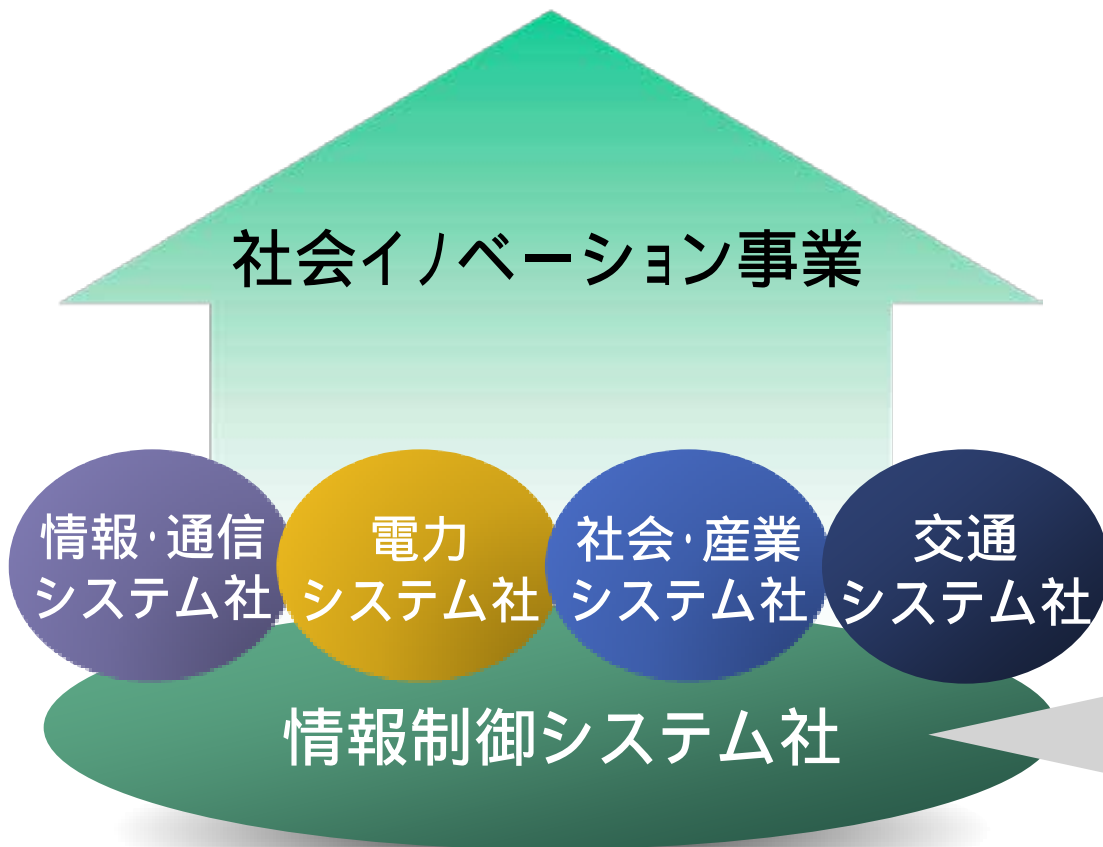 社会イノベーション事業
情報・通信
システム社
電力
システム社
社会・産業
システム社
交通
システム社
情報制御システム社